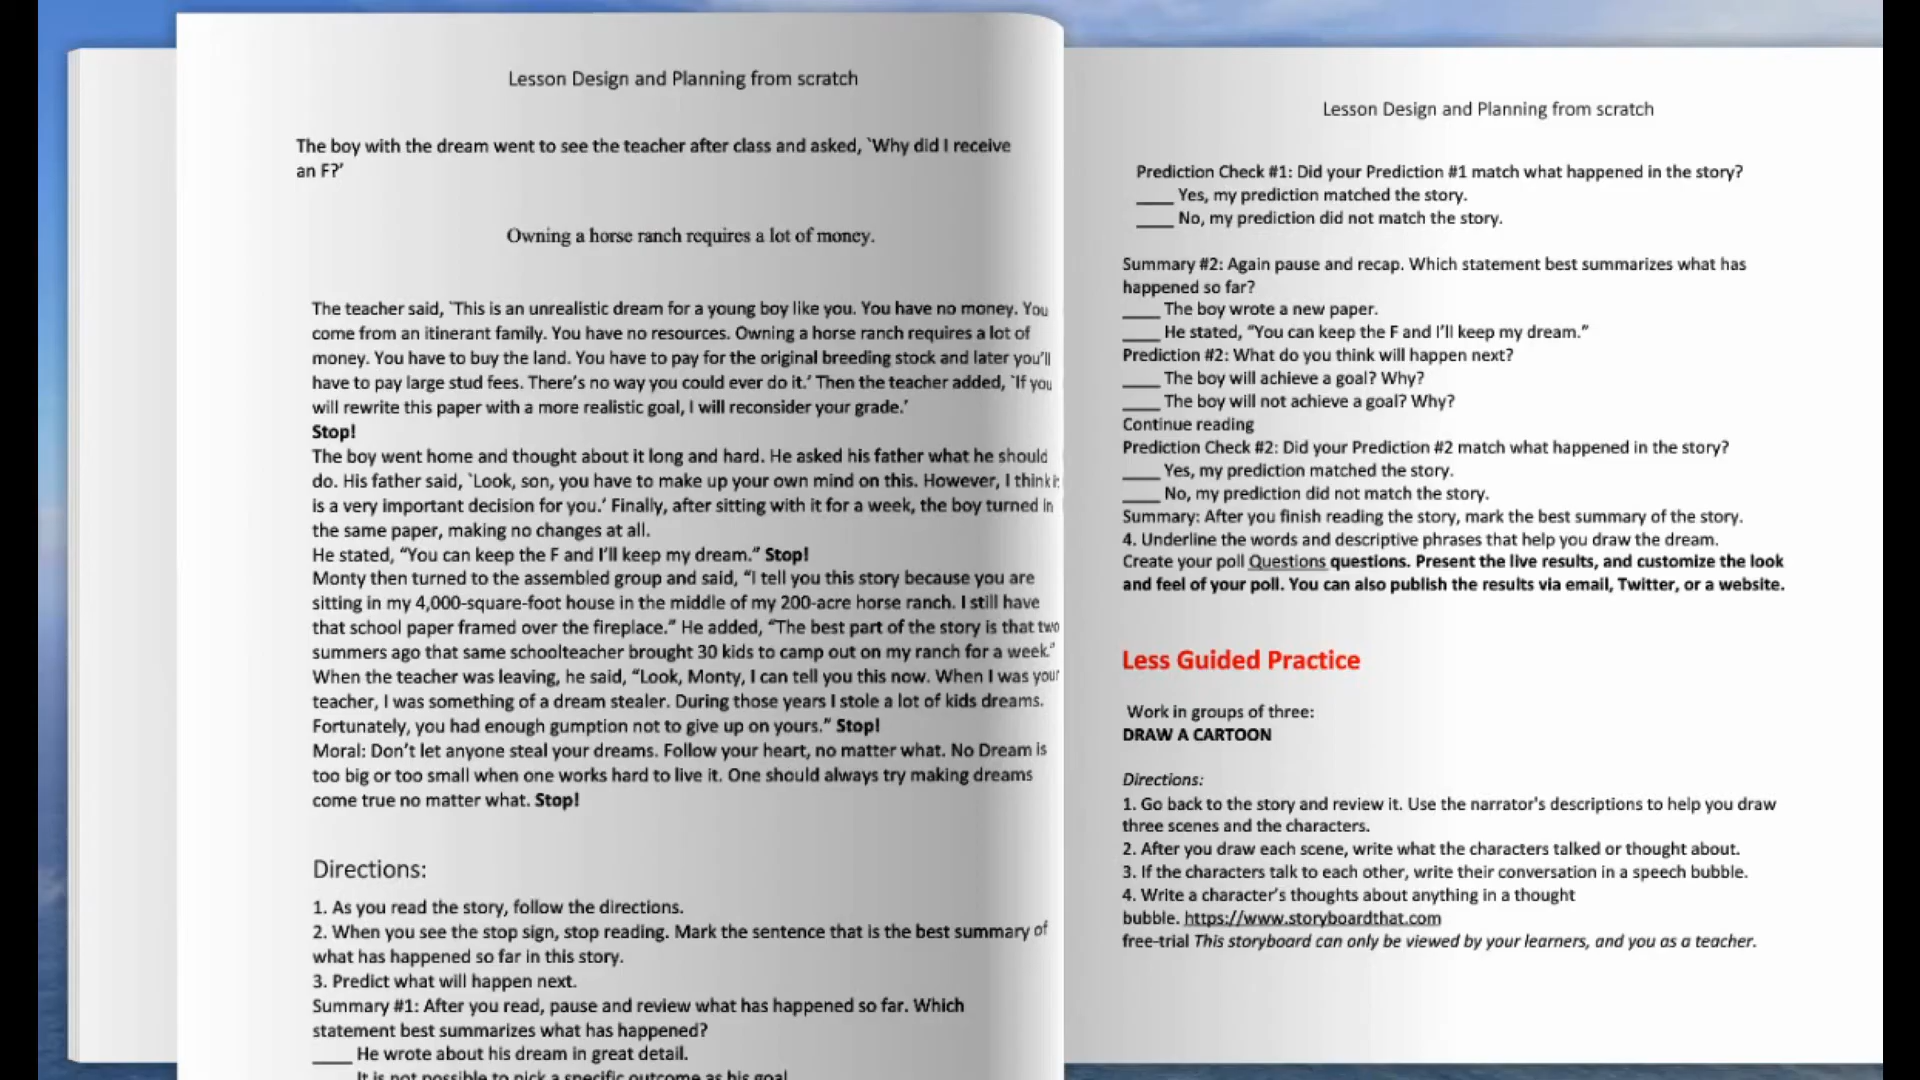 Lesson Design and Planning from scratch
The boy with the dream went to see the teacher after class and asked, `Why did I receive
an F?’
Owning a horse ranch requires a lot of money.
The teacher said, `This is an unrealistic dream for a young boy like you. You have no money. You
come from an itinerant family. You have no resources. Owning a horse ranch requires a lot of
money. You have to buy the land. You have to pay for the original breeding stock and later you’ll
have to pay large stud fees. There’s no way you could ever do it.’ Then the teacher added, `If you
will rewrite this paper with a more realistic goal, I will reconsider your grade.’
Stop!
The boy went home and thought about it long and hard. He asked his father what he should
do. His father said, `Look, son, you have to make up your own mind on this. However, I think it
is a very important decision for you.’ Finally, after sitting with it for a week, the boy turned in
the same paper, making no changes at all.
He stated, “You can keep the F and I’ll keep my dream.” Stop!
Monty then turned to the assembled group and said, “I tell you this story because you are
sitting in my 4,000-square-foot house in the middle of my 200-acre horse ranch. I still have
that school paper framed over the fireplace.” He added, “The best part of the story is that two
summers ago that same schoolteacher brought 30 kids to camp out on my ranch for a week.”
When the teacher was leaving, he said, “Look, Monty, I can tell you this now. When I was your
teacher, I was something of a dream stealer. During those years I stole a lot of kids dreams.
Fortunately, you had enough gumption not to give up on yours.” Stop!
Moral: Don’t let anyone steal your dreams. Follow your heart, no matter what. No Dream is
too big or too small when one works hard to live it. One should always try making dreams
come true no matter what. Stop!
Directions:
1. As you read the story, follow the directions.
2. When you see the stop sign, stop reading. Mark the sentence that is the best summary of
what has happened so far in this story.
3. Predict what will happen next.
Summary #1: After you read, pause and review what has happened so far. Which
statement best summarizes what has happened?
____ He wrote about his dream in great detail.
It is not possible to pick a specific outcome as his goal
Lesson Design and Planning from scratch
Prediction Check #1: Did your Prediction #1 match what happened in the story?
____ Yes, my prediction matched the story.
____ No, my prediction did not match the story.
Summary #2: Again pause and recap. Which statement best summarizes what has
happened so far?
____ The boy wrote a new paper.
____ He stated, “You can keep the F and I’ll keep my dream.”
Prediction #2: What do you think will happen next?
____ The boy will achieve a goal? Why?
____ The boy will not achieve a goal? Why?
Continue reading
Prediction Check #2: Did your Prediction #2 match what happened in the story?
____ Yes, my prediction matched the story.
____ No, my prediction did not match the story.
Summary: After you finish reading the story, mark the best summary of the story.
4. Underline the words and descriptive phrases that help you draw the dream.
Create your poll Questions questions. Present the live results, and customize the look
and feel of your poll. You can also publish the results via email, Twitter, or a website.
Less Guided Practice
Work in groups of three:
DRAW A CARTOON
Directions:
1. Go back to the story and review it. Use the narrator's descriptions to help you draw
three scenes and the characters.
2. After you draw each scene, write what the characters talked or thought about.
3. If the characters talk to each other, write their conversation in a speech bubble.
4. Write a character’s thoughts about anything in a thought
bubble. https://www.storyboardthat.com
free-trial This storyboard can only be viewed by your learners, and you as a teacher.